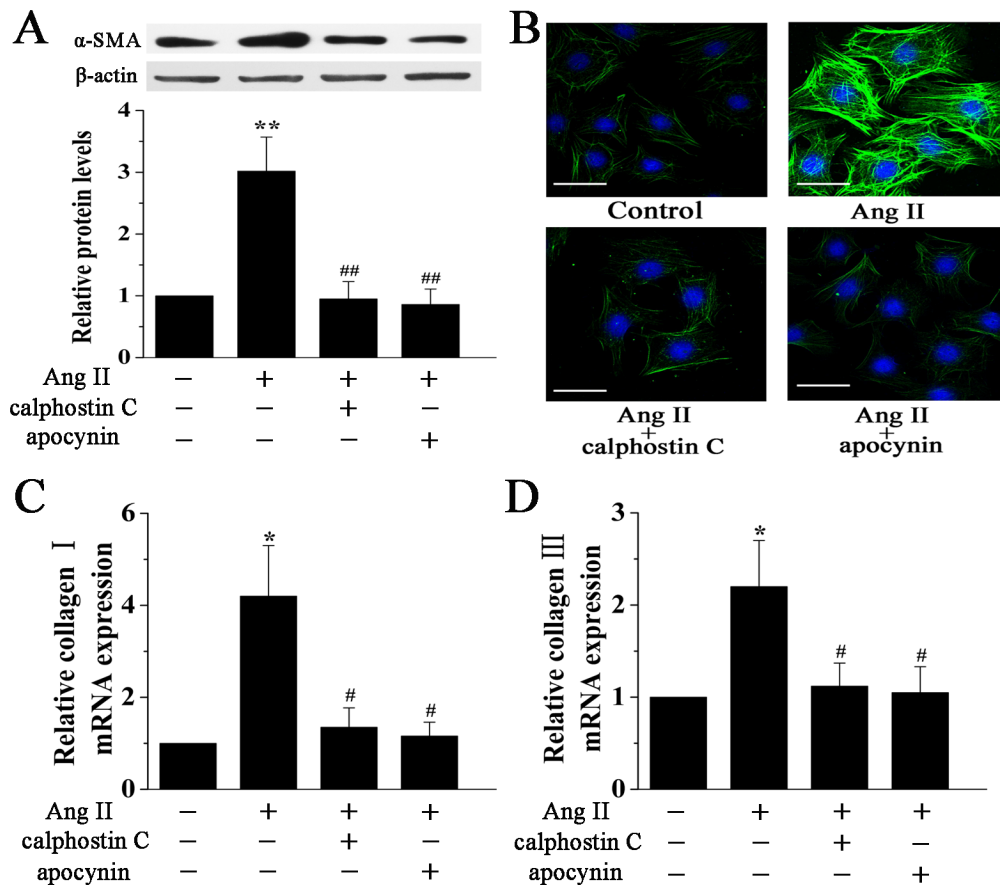 A
α-SMA
β-actin
Relative protein levels
4
3
2
1
0
**
##
##
Ang II − + + +
calphostin C − − + −
apocynin − − − +
B
Control
Ang II
Ang II
+
calphostin C
Ang II
+
apocynin
C
Relative collagen I
mRNA expression
6
4
2
0
*
#
#
Ang II − + + +
calphostin C − − + −
apocynin − − − +
D
Relative collagen III
mRNA expression
3
2
1
0
*
#
#
Ang II − + + +
calphostin C − − + −
apocynin − − − +